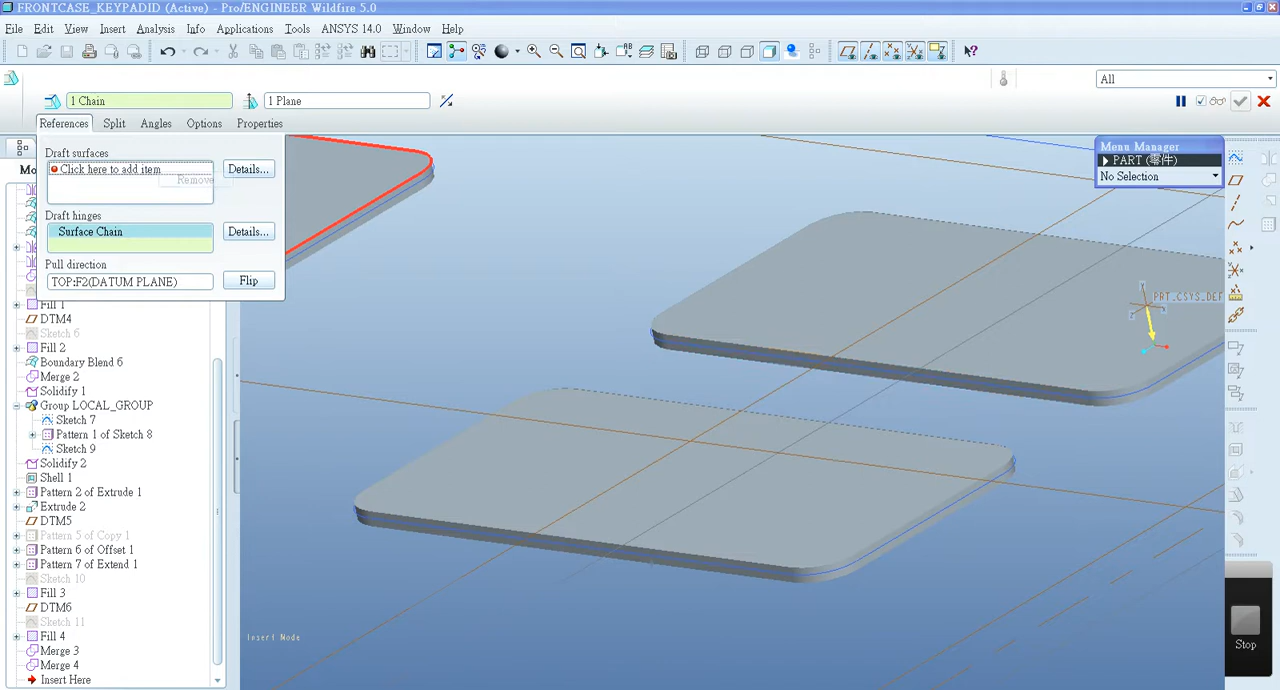 FRONTCASE_KEYPADID (Active) - Pro/ENGINEER Wildfire 5.0
File Edit View Insert Analysis Info Applications Tools ANSYS 14.0 Window Help
All
1 Chain 1 Plane
References Split Angles Options Properties
Draft surfaces
Click here to add item Details...
Remove
Draft hinges
Surface Chain Details...
Pull direction
TOP:F2(DATUM PLANE) Flip
Menu Manager
PART (零件)
No Selection
Mo
Fill 1
DTM4
Sketch 6
Fill 2
Boundary Blend 6
Merge 2
Solidify 1
Group LOCAL_GROUP
Sketch 7
Pattern 1 of Sketch 8
Sketch 9
Solidify 2
Shell 1
Pattern 2 of Extrude 1
Extrude 2
DTM5
Pattern 5 of Copy 1
Pattern 6 of Offset 1
Pattern 7 of Extend 1
Sketch 10
Fill 3
DTM6
Sketch 11
Fill 4
Merge 3
Merge 4
Insert Here
PRT_CSYS_DEF
Insert Mode
Stop